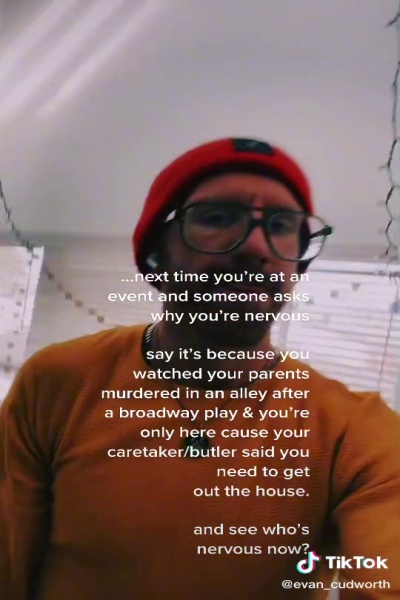 ...next time you're at an
event and someone asks
why you're nervous
say it's because you
watched your parents
murdered in an alley after
a broadway play & you're
only here cause your
caretaker/butler said you
need to get
out the house.
and see who's
nervous now?
TikTok
@evan_cudworth